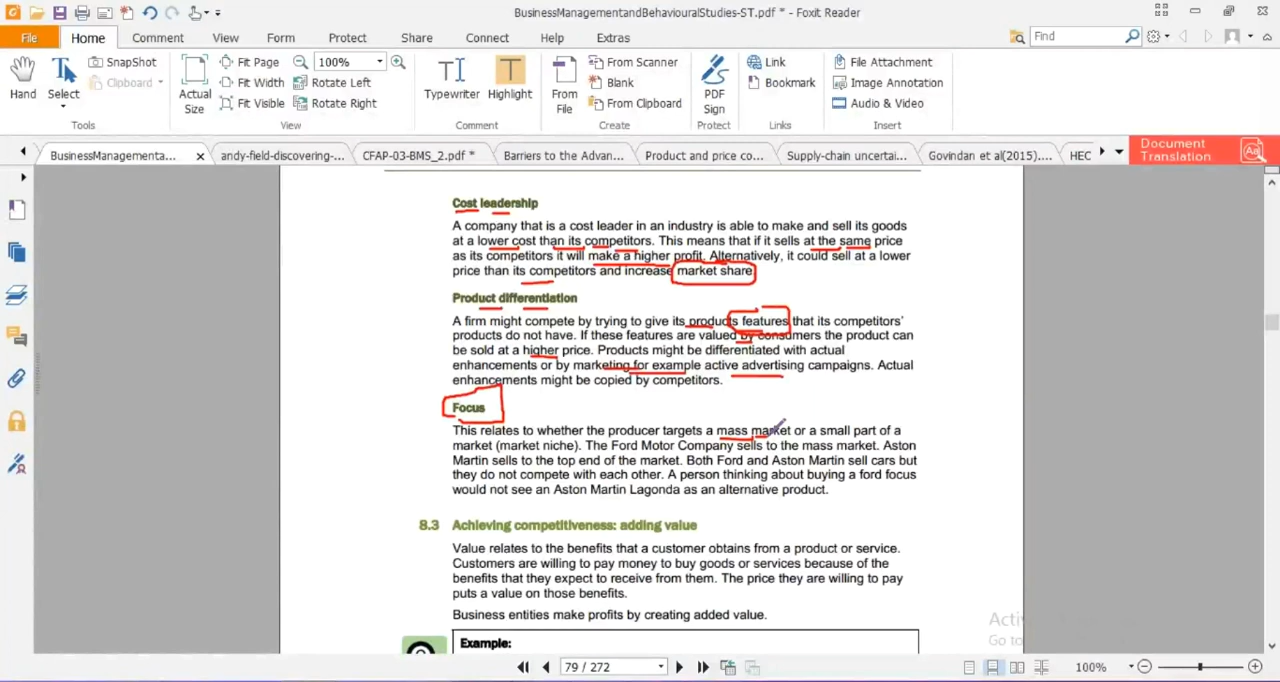 BusinessManagementandBehaviouralStudies-ST.pdf * - Foxit Reader
File Home Comment View Form Protect Share Connect Help Extras Find
Hand Select SnapShot Clipboard Actual Size Fit Page Fit Width Fit Visible 100% Rotate Left Rotate Right Typewriter Highlight From File From Scanner Blank From Clipboard PDF Sign Link Bookmark File Attachment Image Annotation Audio & Video
Tools View Comment Create Protect Links Insert
BusinessManagementa... andy-field-discovering-... CFAP-03-BMS_2.pdf * Barriers to the Advan... Product and price co... Supply-chain uncertai... Govindan et al(2015).... HEC Document Translation
Cost leadership
A company that is a cost leader in an industry is able to make and sell its goods
at a lower cost than its competitors. This means that if it sells at the same price
as its competitors it will make a higher profit. Alternatively, it could sell at a lower
price than its competitors and increase market share
Product differentiation
A firm might compete by trying to give its products features that its competitors'
products do not have. If these features are valued by consumers the product can
be sold at a higher price. Products might be differentiated with actual
enhancements or by marketing for example active advertising campaigns. Actual
enhancements might be copied by competitors.
Focus
This relates to whether the producer targets a mass market or a small part of a
market (market niche). The Ford Motor Company sells to the mass market. Aston
Martin sells to the top end of the market. Both Ford and Aston Martin sell cars but
they do not compete with each other. A person thinking about buying a ford focus
would not see an Aston Martin Lagonda as an alternative product.
8.3 Achieving competitiveness: adding value
Value relates to the benefits that a customer obtains from a product or service.
Customers are willing to pay money to buy goods or services because of the
benefits that they expect to receive from them. The price they are willing to pay
puts a value on those benefits.
Business entities make profits by creating added value.
Example:
Activ
Go to
79 / 272 100%